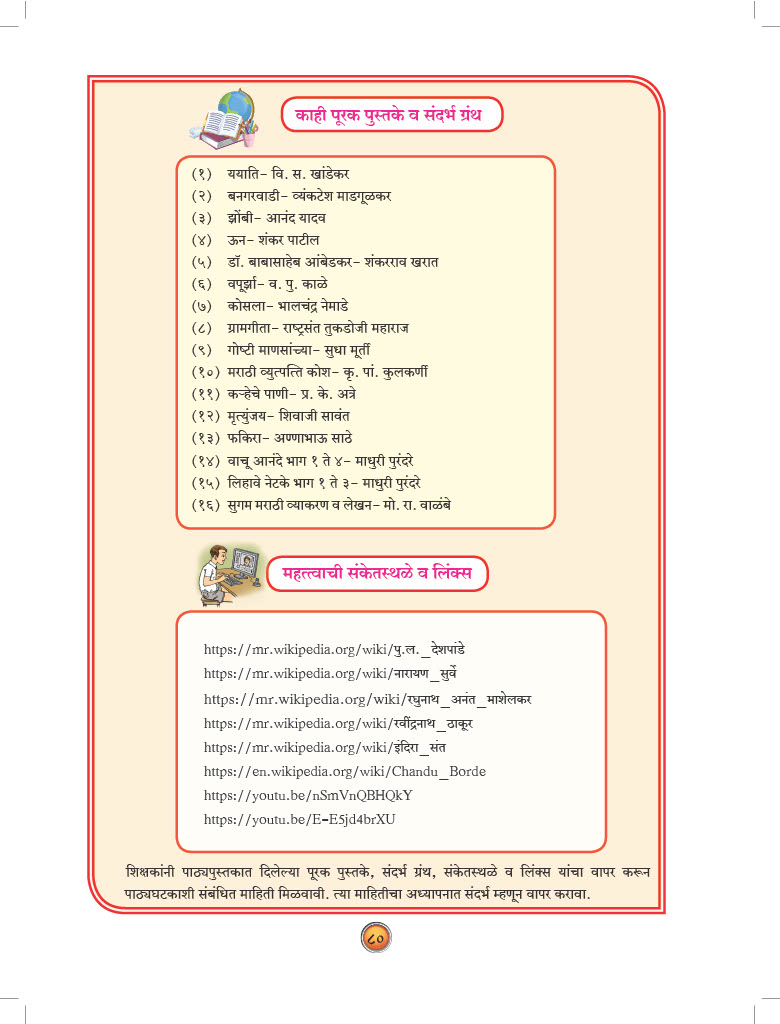 काही पूरक पुस्तके व संदर्भ ग्रंथ
(१) ययाति- वि. स. खांडेकर
(२) बनगरवाडी- व्यंकटेश माडगूळकर
(३) झोंबी- आनंद यादव
(४) ऊन- शंकर पाटील
(५) डॉ. बाबासाहेब आंबेडकर- शंकरराव खरात
(६) वपूर्झा- व. पु. काळे
(७) कोसला- भालचंद्र नेमाडे
(८) ग्रामगीता- राष्ट्रसंत तुकडोजी महाराज
(९) गोष्टी माणसांच्या- सुधा मूर्ती
(१०) मराठी व्युत्पत्ति कोश- कृ. पां. कुलकर्णी
(११) कऱ्हेचे पाणी- प्र. के. अत्रे
(१२) मृत्युंजय- शिवाजी सावंत
(१३) फकिरा- अण्णाभाऊ साठे
(१४) वाचू आनंदे भाग १ ते ४- माधुरी पुरंदरे
(१५) लिहावे नेटके भाग १ ते ३- माधुरी पुरंदरे
(१६) सुगम मराठी व्याकरण व लेखन- मो. रा. वाळंबे
महत्त्वाची संकेतस्थळे व लिंक्स
https://mr.wikipedia.org/wiki/पु.ल._देशपांडे
https://mr.wikipedia.org/wiki/नारायण_सुर्वे
https://mr.wikipedia.org/wiki/रघुनाथ_अनंत_माशेलकर
https://mr.wikipedia.org/wiki/रवींद्रनाथ_ठाकूर
https://mr.wikipedia.org/wiki/इंदिरा_संत
https://en.wikipedia.org/wiki/Chandu_Borde
https://youtu.be/nSmVnQBHQkY
https://youtu.be/E-E5jd4brXU
शिक्षकांनी पाठ्यपुस्तकात दिलेल्या पूरक पुस्तके, संदर्भ ग्रंथ, संकेतस्थळे व लिंक्स यांचा वापर करून
पाठ्यघटकाशी संबंधित माहिती मिळवावी. त्या माहितीचा अध्यापनात संदर्भ म्हणून वापर करावा.
८०